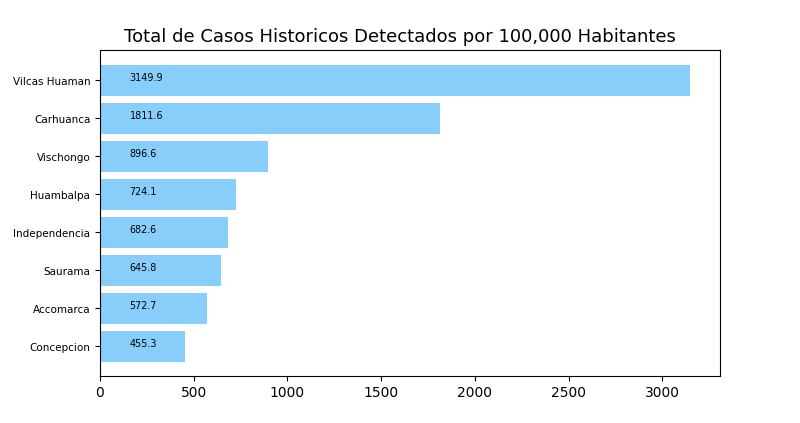 Total de Casos Historicos Detectados por 100,000 Habitantes
Vilcas Huaman 3149.9
Carhuanca 1811.6
Vischongo 896.6
Huambalpa 724.1
Independencia 682.6
Saurama 645.8
Accomarca 572.7
Concepcion 455.3
0 500 1000 1500 2000 2500 3000